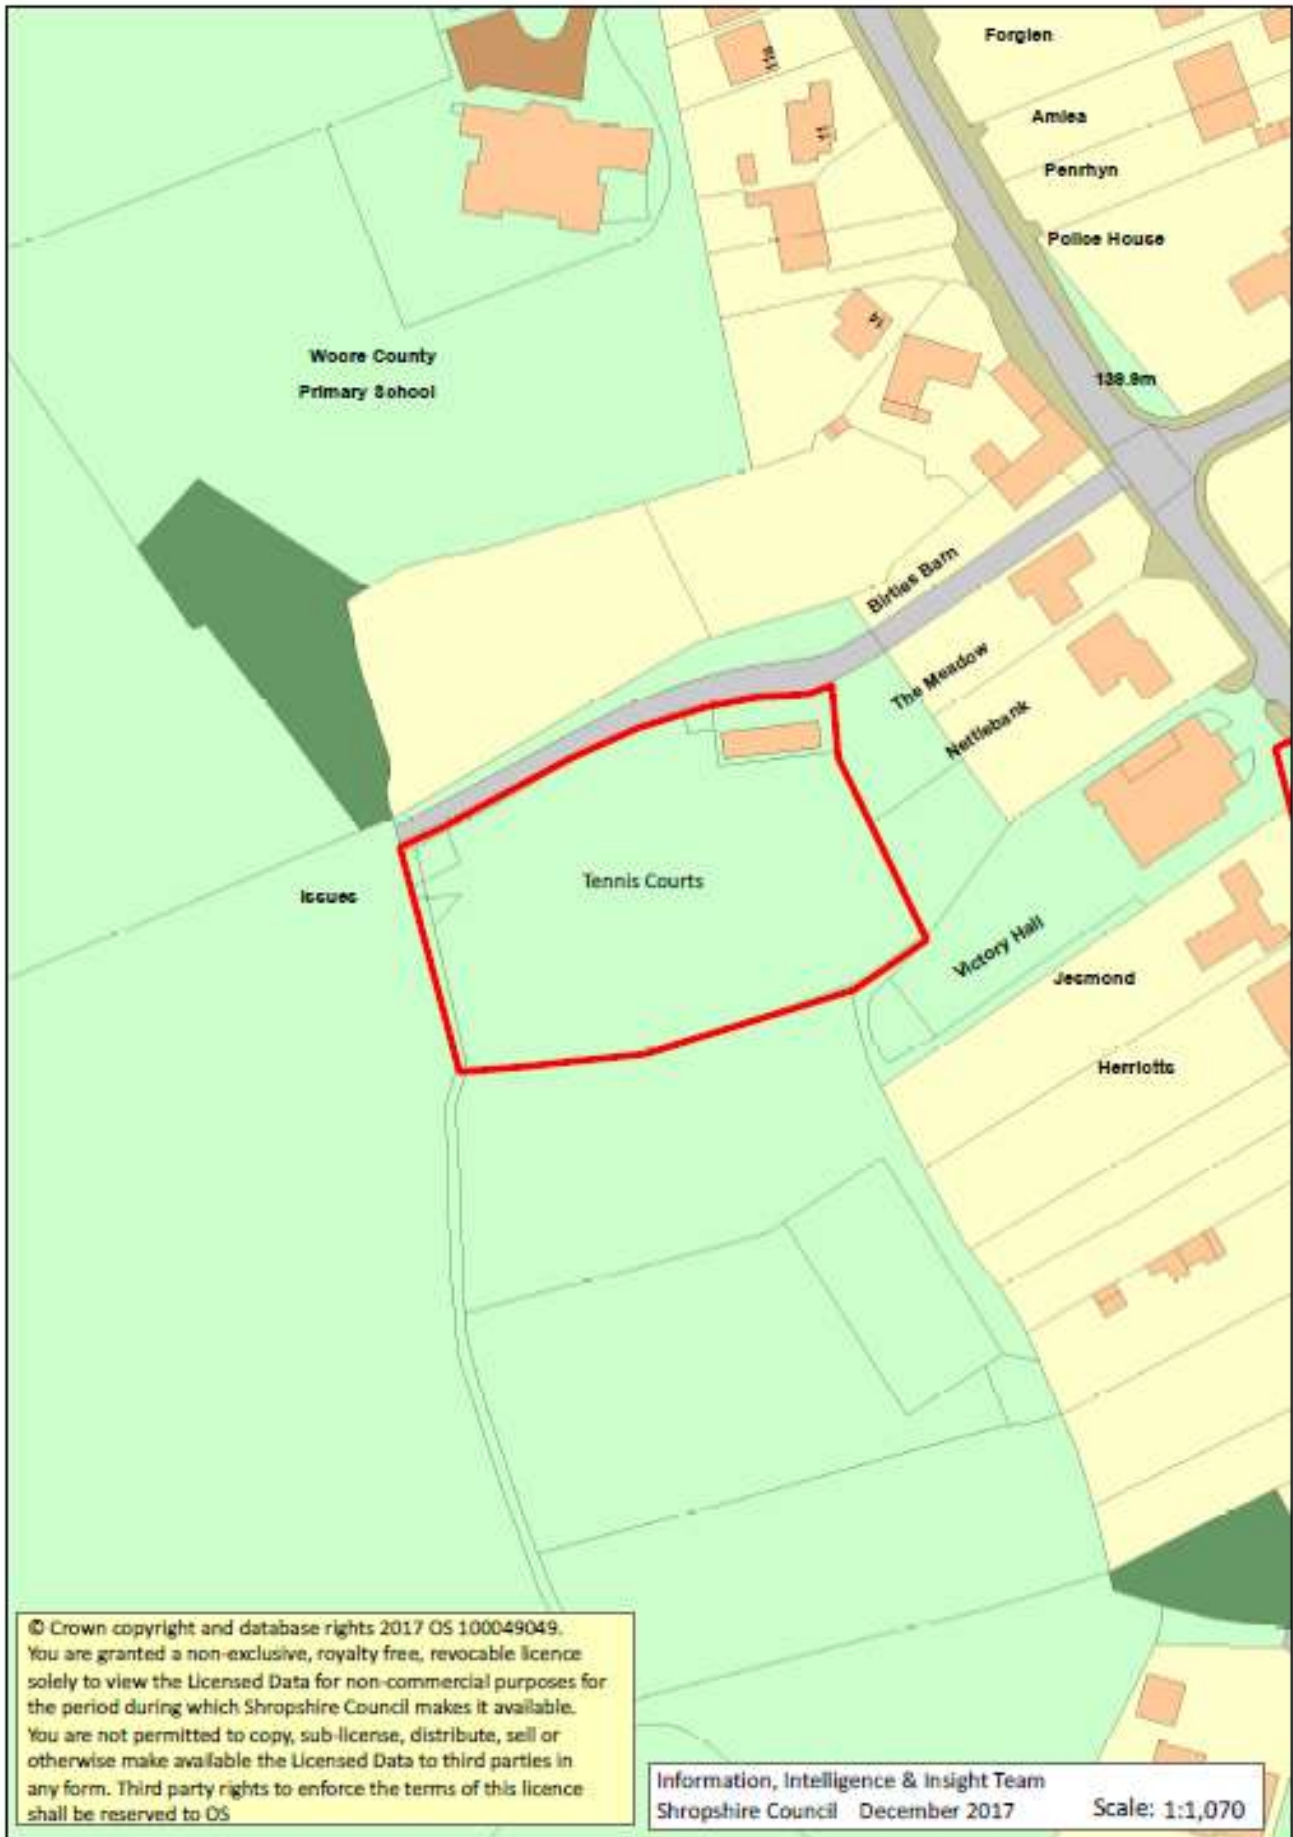 Forglen
11a
Amlea
11
Penrhyn
Police House
Woore County
Primary School
138.9m
Birties Barn
The Meadow
Nettlebank
Tennis Courts
Issues
Victory Hall
Jesmond
Herriotts
© Crown copyright and database rights 2017 OS 100049049.
You are granted a non-exclusive, royalty free, revocable licence
solely to view the Licensed Data for non-commercial purposes for
the period during which Shropshire Council makes it available.
You are not permitted to copy, sub-license, distribute, sell or
otherwise make available the Licensed Data to third parties in
any form. Third party rights to enforce the terms of this licence
shall be reserved to OS
Information, Intelligence & Insight Team
Shropshire Council December 2017
Scale: 1:1,070